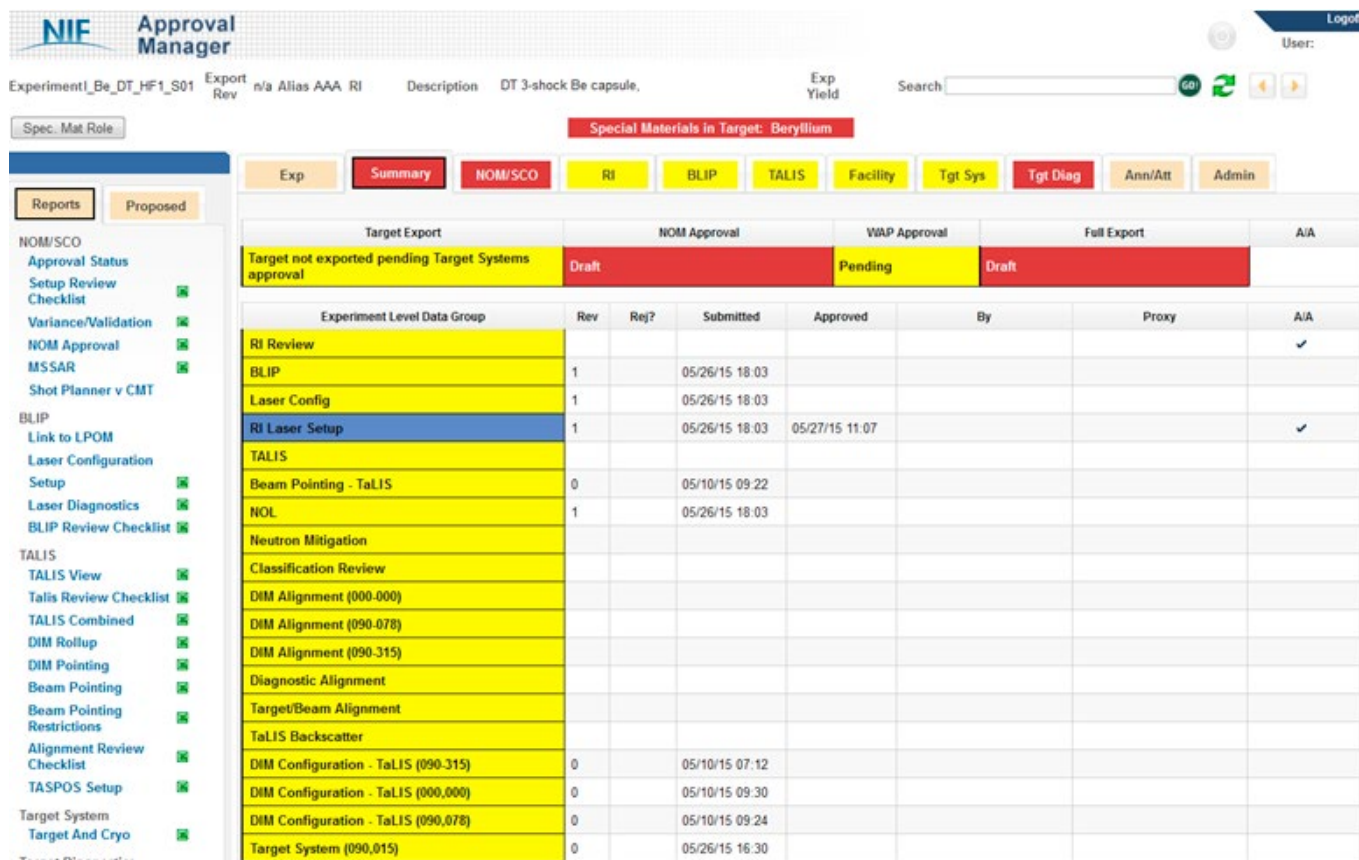 NIF Approval Manager
Logof
User:
ExperimentI_Be_DT_HF1_S01 Export Rev n/a Alias AAA RI Description DT 3-shock Be capsule, Exp Yield Search GO!
Spec. Mat Role
Special Materials in Target: Beryllium
Exp Summary NOM/SCO RI BLIP TALIS Facility Tgt Sys Tgt Diag Ann/Att Admin
Reports Proposed
NOM/SCO
Approval Status
Setup Review
Checklist
Variance/Validation
NOM Approval
MSSAR
Shot Planner v CMT
BLIP
Link to LPOM
Laser Configuration
Setup
Laser Diagnostics
BLIP Review Checklist
TALIS
TALIS View
Talis Review Checklist
TALIS Combined
DIM Rollup
DIM Pointing
Beam Pointing
Beam Pointing
Restrictions
Alignment Review
Checklist
TASPOS Setup
Target System
Target And Cryo
Target Export NOM Approval WAP Approval Full Export A/A
Target not exported pending Target Systems approval Draft Pending Draft
Experiment Level Data Group Rev Rej? Submitted Approved By Proxy A/A
RI Review ✔
BLIP 1 05/26/15 18:03
Laser Config 1 05/26/15 18:03
RI Laser Setup 1 05/26/15 18:03 05/27/15 11:07 ✔
TALIS
Beam Pointing - TaLIS 0 05/10/15 09:22
NOL 1 05/26/15 18:03
Neutron Mitigation
Classification Review
DIM Alignment (000-000)
DIM Alignment (090-078)
DIM Alignment (090-315)
Diagnostic Alignment
Target/Beam Alignment
TaLIS Backscatter
DIM Configuration - TaLIS (090-315) 0 05/10/15 07:12
DIM Configuration - TaLIS (000,000) 0 05/10/15 09:30
DIM Configuration - TaLIS (090,078) 0 05/10/15 09:24
Target System (090,015) 0 05/26/15 16:30